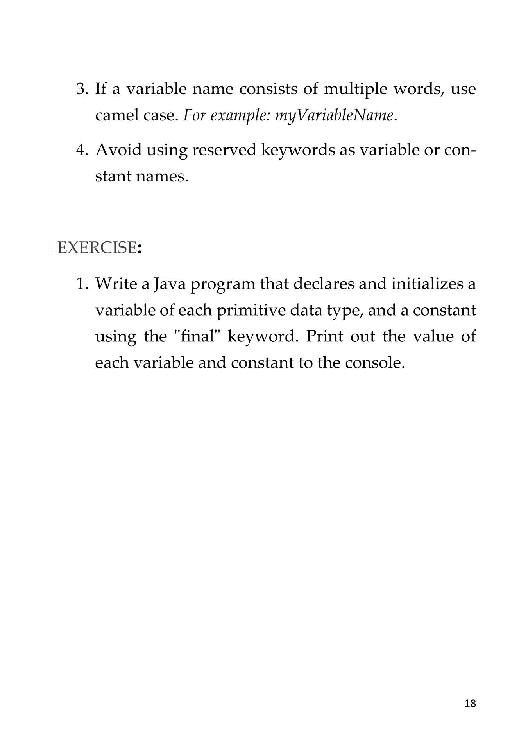 3. If a variable name consists of multiple words, use
camel case. For example: myVariableName.
4. Avoid using reserved keywords as variable or con-
stant names.
EXERCISE:
1. Write a Java program that declares and initializes a
variable of each primitive data type, and a constant
using the "final" keyword. Print out the value of
each variable and constant to the console.
18